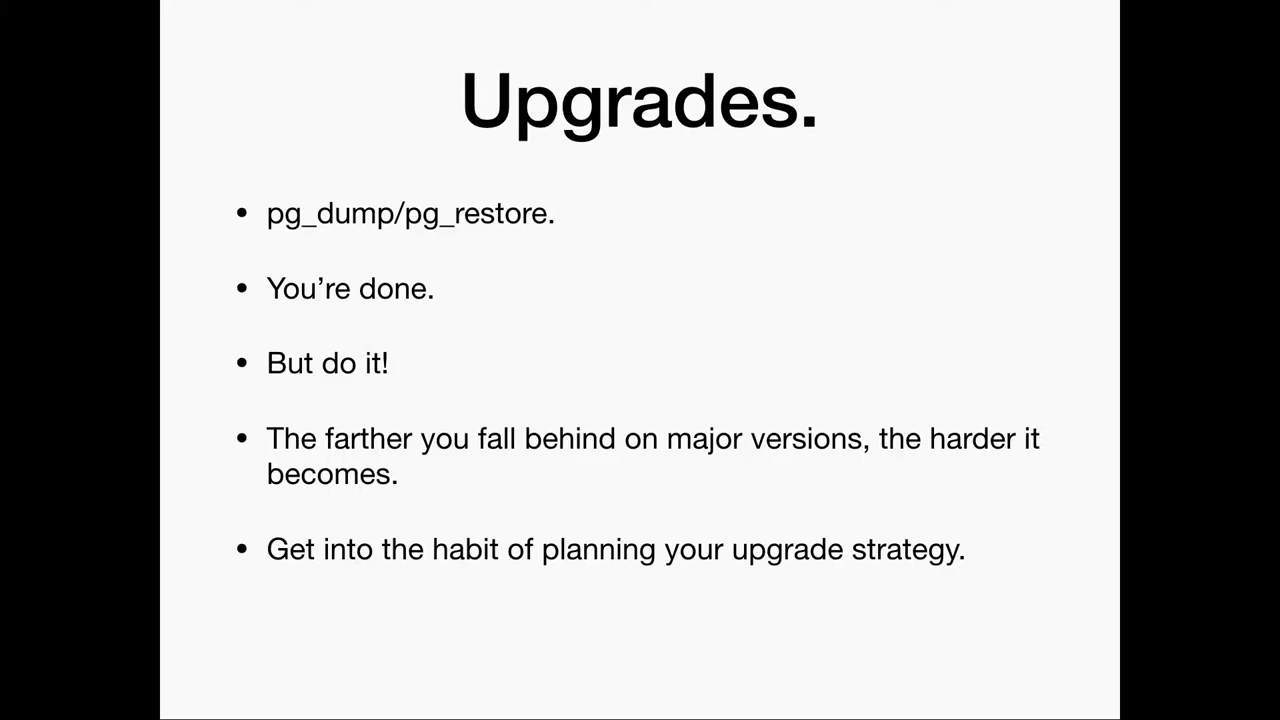 Upgrades.
• pg_dump/pg_restore.
• You’re done.
• But do it!
• The farther you fall behind on major versions, the harder it
becomes.
• Get into the habit of planning your upgrade strategy.